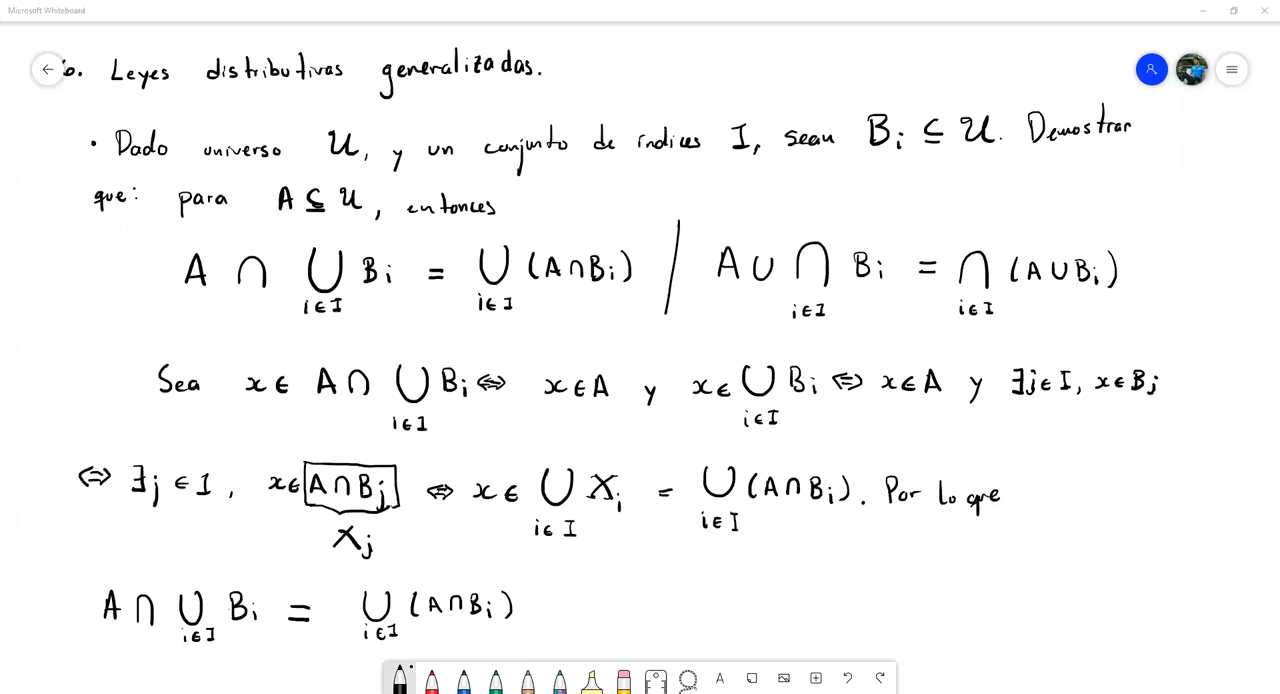 Microsoft Whiteboard
6. Leyes distributivas generalizadas.
• Dado universo U, y un conjunto de índices I, sean Bᵢ ⊆ U. Demostrar
que: para A ⊆ U, entonces
A ∩ ⋃_{i∈I} Bᵢ = ⋃_{i∈I} (A∩Bᵢ) / A ∪ ⋂_{i∈I} Bᵢ = ⋂_{i∈I} (A∪Bᵢ)
Sea x ∈ A ∩ ⋃_{i∈I} Bᵢ ⇔ x∈A y x∈ ⋃_{i∈I} Bᵢ ⇔ x∈A y ∃j∈I, x∈Bⱼ
⇔ ∃j ∈ I, x∈ A∩Bⱼ ⇔ x∈ ⋃_{i∈I} Xᵢ = ⋃_{i∈I} (A∩Bᵢ). Por lo que
Xⱼ
A ∩ ⋃_{i∈I} Bᵢ = ⋃_{i∈I} (A∩Bᵢ)